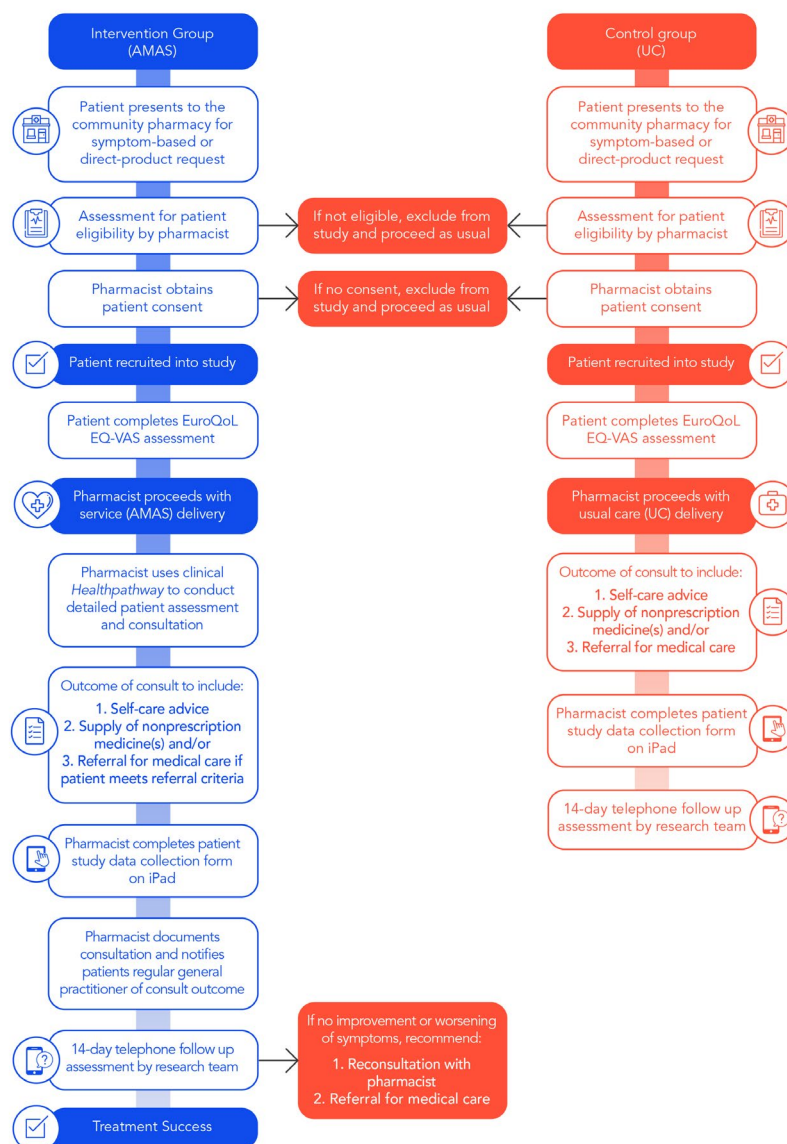 Intervention Group
(AMAS)
Patient presents to the
community pharmacy for
symptom-based or
direct-product request
Assessment for patient
eligibility by pharmacist
Pharmacist obtains
patient consent
Patient recruited into study
Patient completes EuroQoL
EQ-VAS assessment
Pharmacist proceeds with
service (AMAS) delivery
Pharmacist uses clinical
Healthpathway to conduct
detailed patient assessment
and consultation
Outcome of consult to include:
1. Self-care advice
2. Supply of nonprescription
medicine(s) and/or
3. Referral for medical care if
patient meets referral criteria
Pharmacist completes patient
study data collection form
on iPad
Pharmacist documents
consultation and notifies
patients regular general
practitioner of consult outcome
14-day telephone follow up
assessment by research team
Treatment Success
If not eligible, exclude from
study and proceed as usual
If no consent, exclude from
study and proceed as usual
If no improvement or worsening
of symptoms, recommend:
1. Reconsultation with
pharmacist
2. Referral for medical care
Control group
(UC)
Patient presents to the
community pharmacy for
symptom-based or
direct-product request
Assessment for patient
eligibility by pharmacist
Pharmacist obtains
patient consent
Patient recruited into study
Patient completes EuroQoL
EQ-VAS assessment
Pharmacist proceeds with
usual care (UC) delivery
Outcome of consult to include:
1. Self-care advice
2. Supply of nonprescription
medicine(s) and/or
3. Referral for medical care
Pharmacist completes patient
study data collection form
on iPad
14-day telephone follow up
assessment by research team